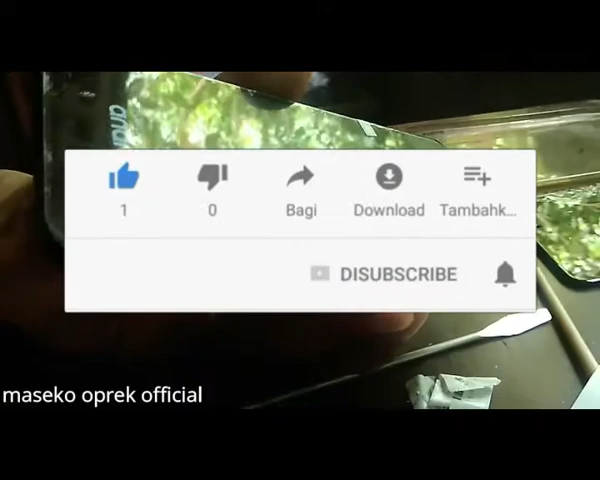 1
0
Bagi
Download
Tambahk...
DISUBSCRIBE
maseko oprek official